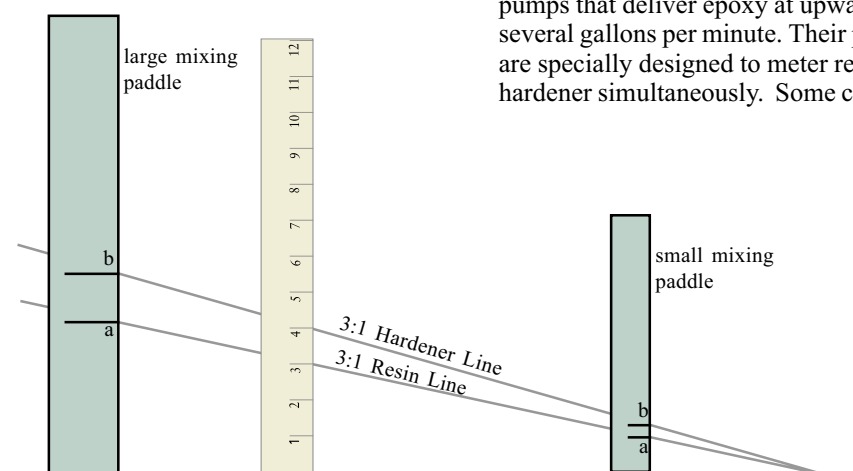 pumps that deliver epoxy at
several gallons per minute. Their
are specially designed to meter
hardener simultaneously. Some
large mixing
paddle
12
11
10
9
8
7
6
5
4
3
2
1
small mixing
paddle
b
a
3:1 Hardener Line
3:1 Resin Line
b
a